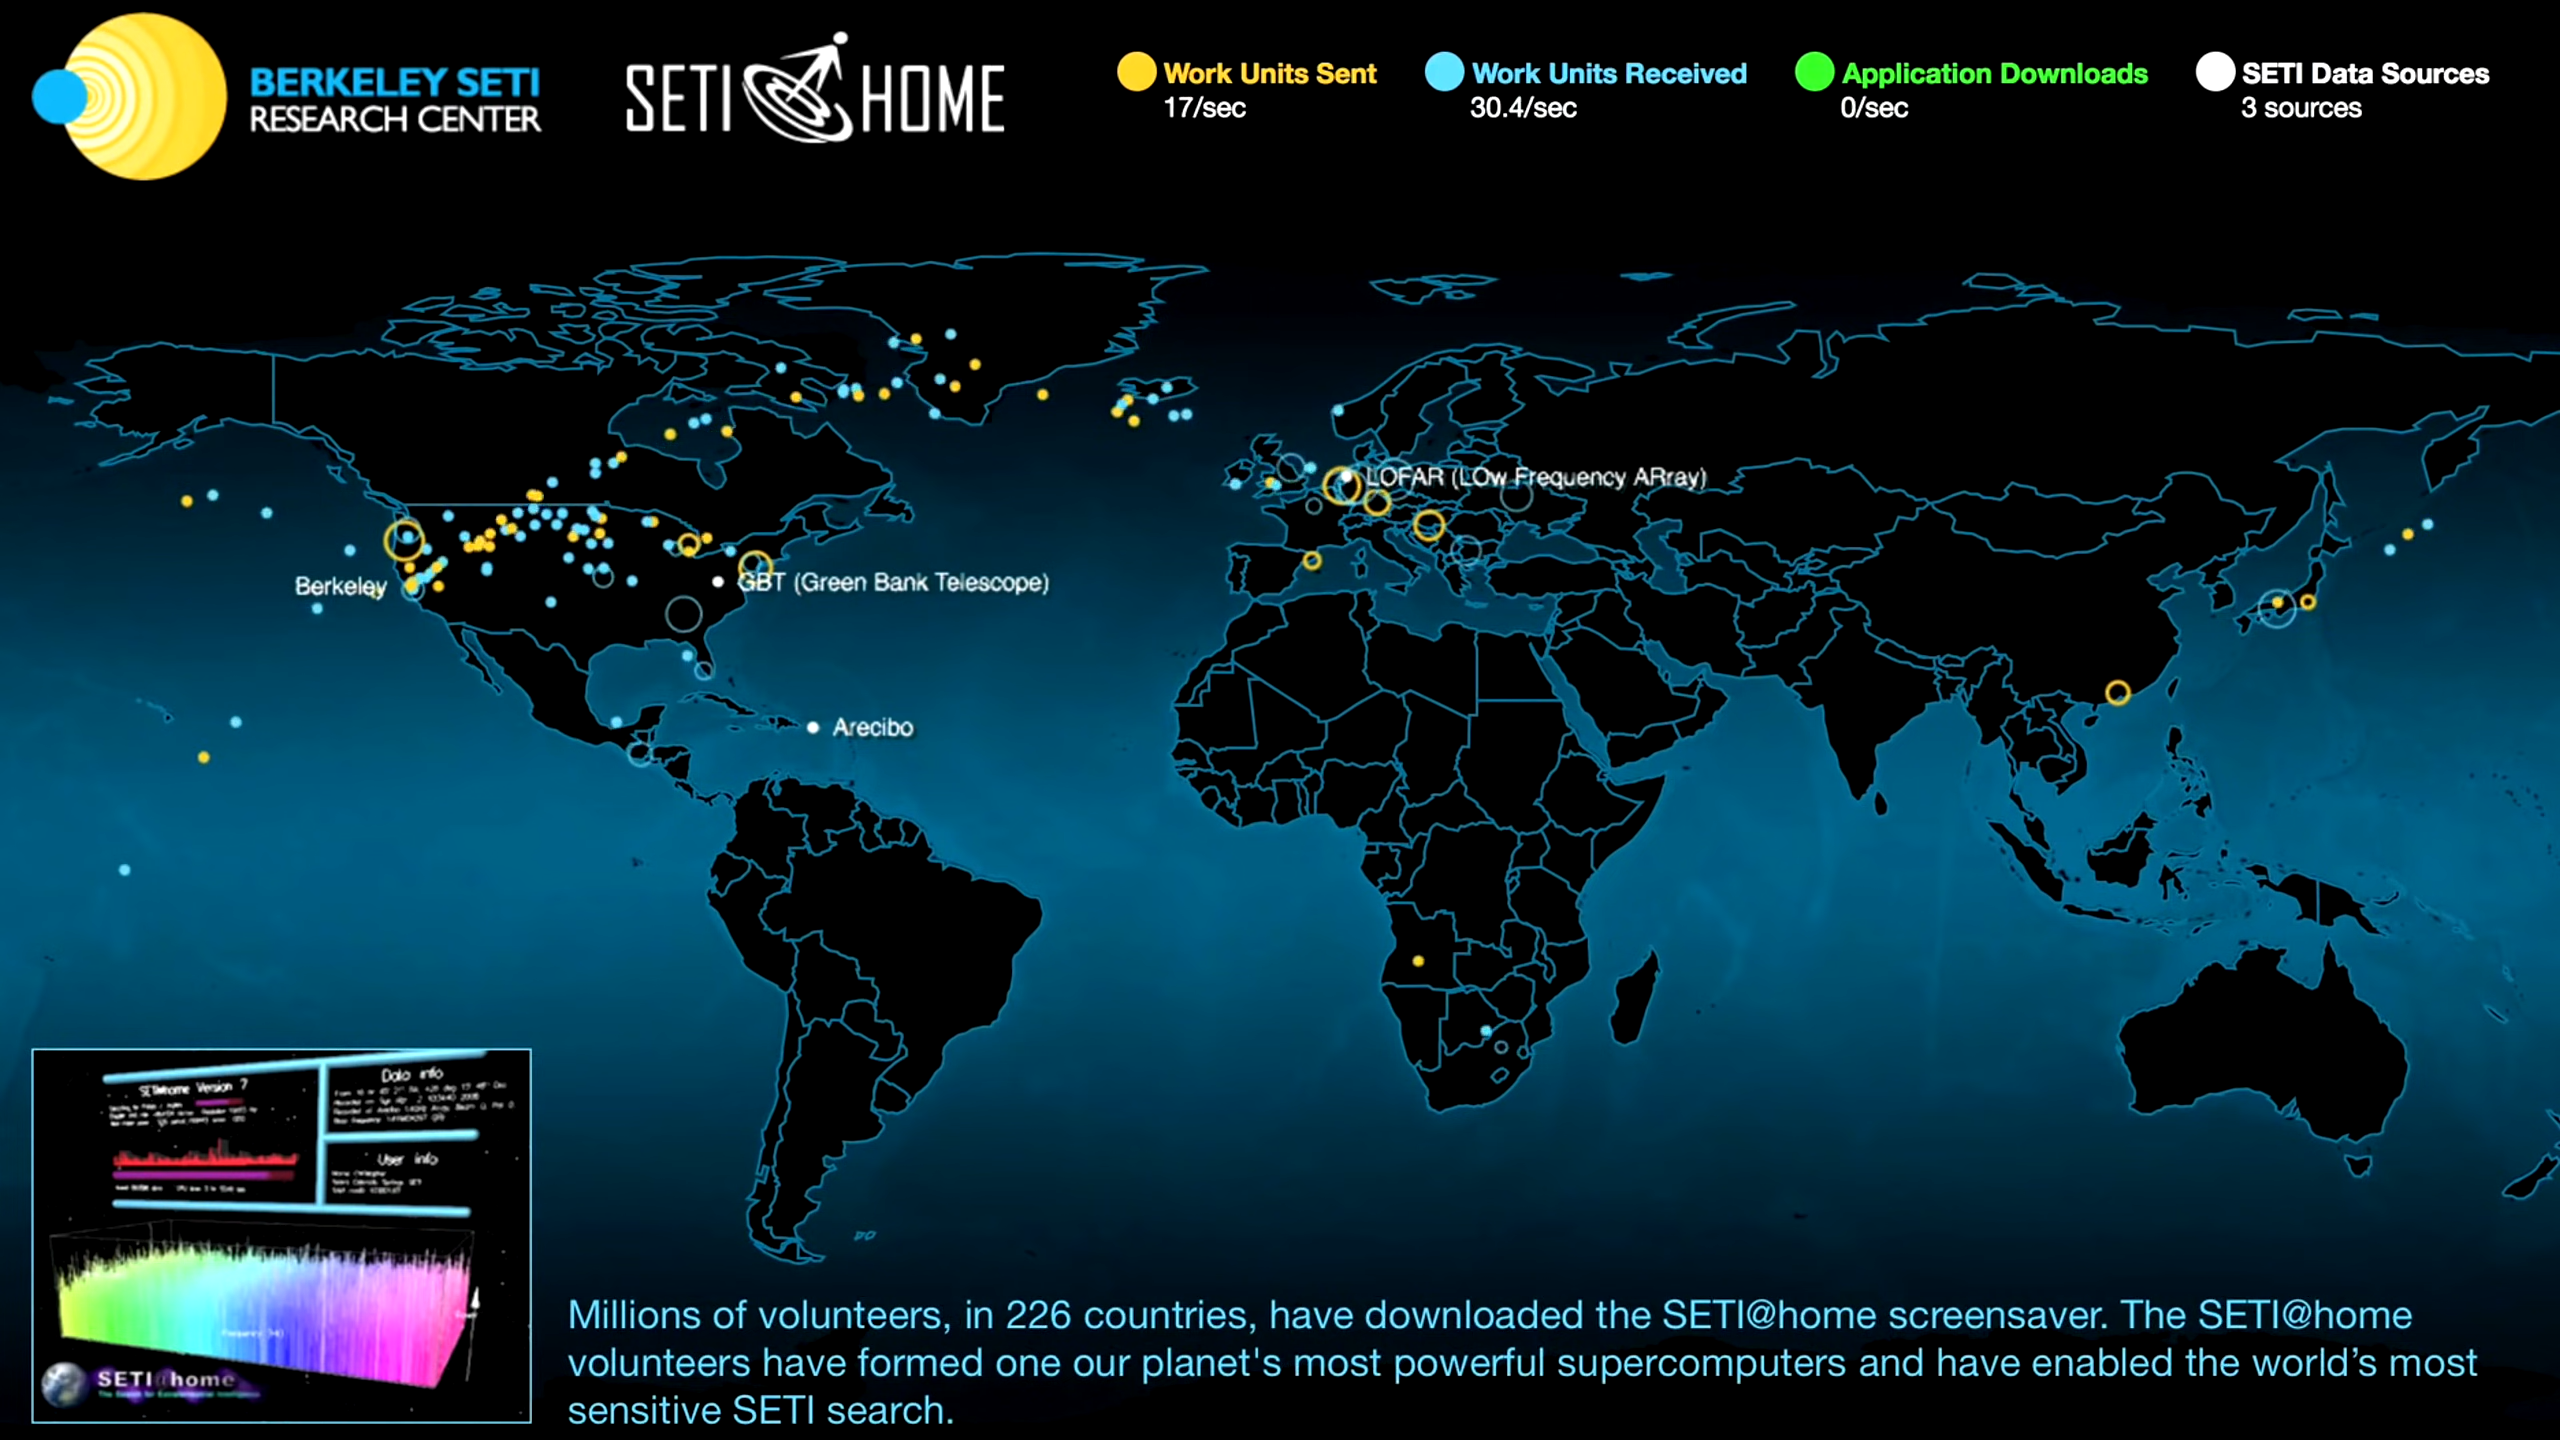 BERKELEY SETI
RESEARCH CENTER
SETI HOME
Work Units Sent
17/sec
Work Units Received
30.4/sec
Application Downloads
0/sec
SETI Data Sources
3 sources
LOFAR (LOw Frequency ARray)
Berkeley
GBT (Green Bank Telescope)
Arecibo
SETI@home Version 7
Data info
User info
SETI@home
Millions of volunteers, in 226 countries, have downloaded the SETI@home screensaver. The SETI@home
volunteers have formed one our planet's most powerful supercomputers and have enabled the world’s most
sensitive SETI search.